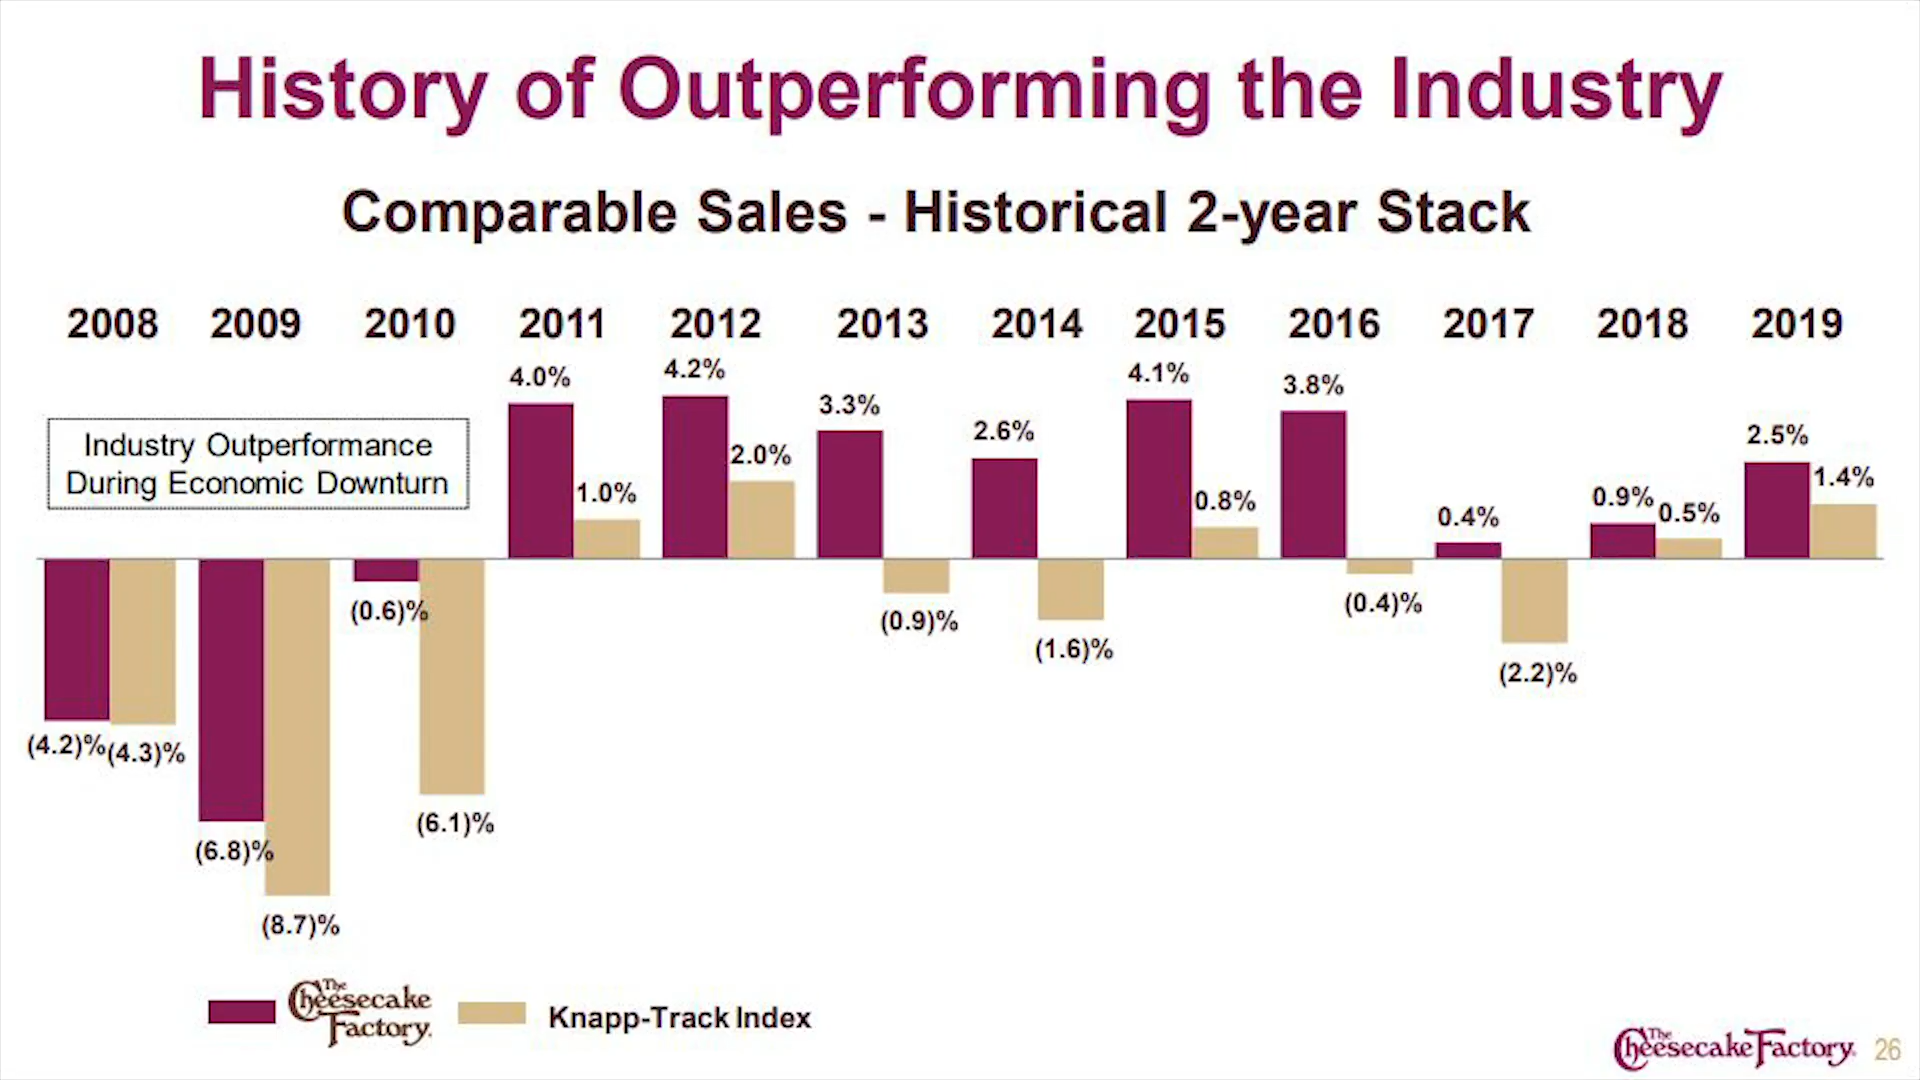 History of Outperforming the Industry
Comparable Sales - Historical 2-year Stack
2008 2009 2010 2011 2012 2013 2014 2015 2016 2017 2018 2019
Industry Outperformance
During Economic Downturn
(4.2)% (4.3)%
(6.8)% (8.7)%
(0.6)% (6.1)%
4.0% 1.0%
4.2% 2.0%
3.3% (0.9)%
2.6% (1.6)%
4.1% 0.8%
3.8% (0.4)%
0.4% (2.2)%
0.9% 0.5%
2.5% 1.4%
The
Cheesecake
Factory.
Knapp-Track Index
The Cheesecake Factory. 26